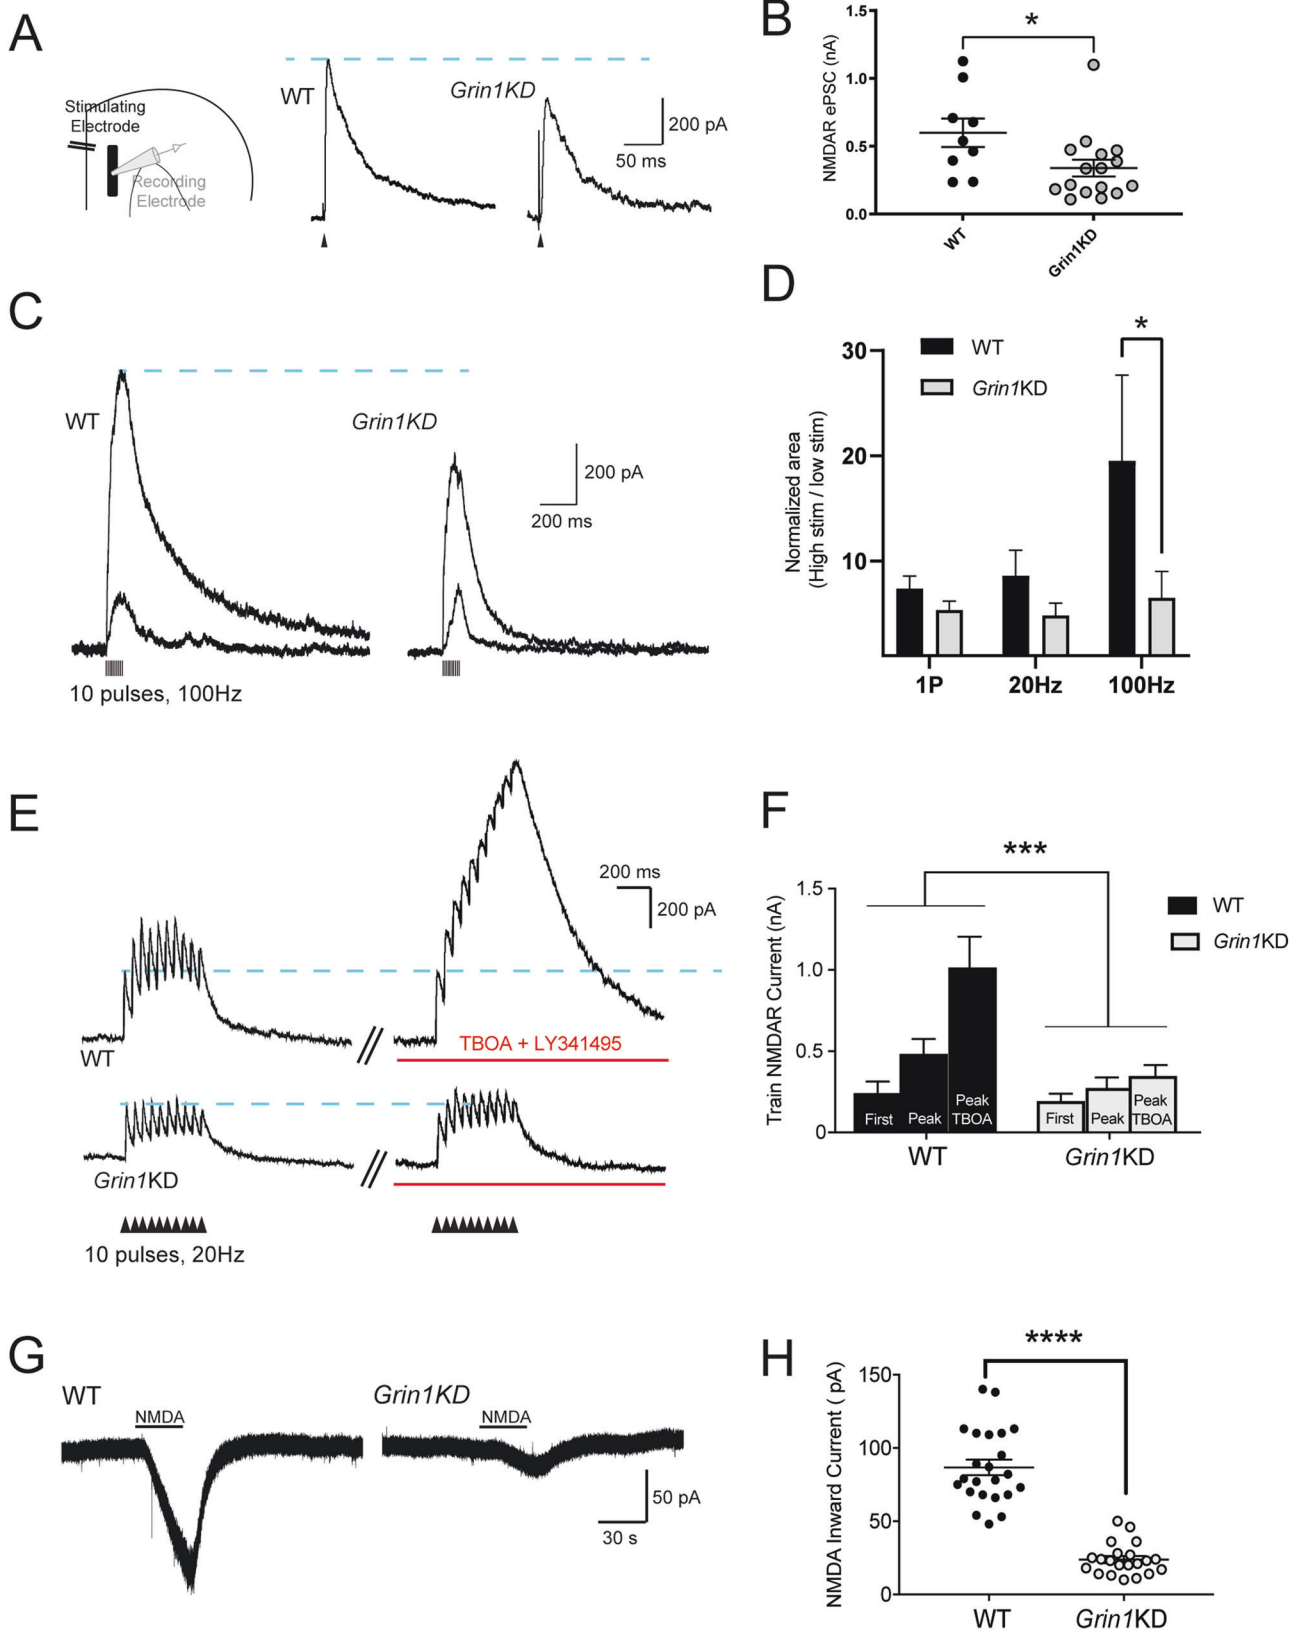 A
Stimulating
Electrode
Recording
Electrode
WT
Grin1KD
200 pA
50 ms
B
NMDAR ePSC (nA)
1.5
1.0
0.5
0.0
*
WT
Grin1KD
C
WT
Grin1KD
200 pA
200 ms
10 pulses, 100Hz
D
Normalized area
(High stim / low stim)
30
20
10
WT
Grin1KD
*
1P
20Hz
100Hz
E
200 ms
200 pA
TBOA + LY341495
WT
Grin1KD
10 pulses, 20Hz
F
Train NMDAR Current (nA)
1.5
1.0
0.5
0
***
WT
Grin1KD
First
Peak
Peak
TBOA
First
Peak
Peak
TBOA
WT
Grin1KD
G
WT
NMDA
Grin1KD
NMDA
50 pA
30 s
H
NMDA Inward Current ( pA)
150
100
50
0
****
WT
Grin1KD